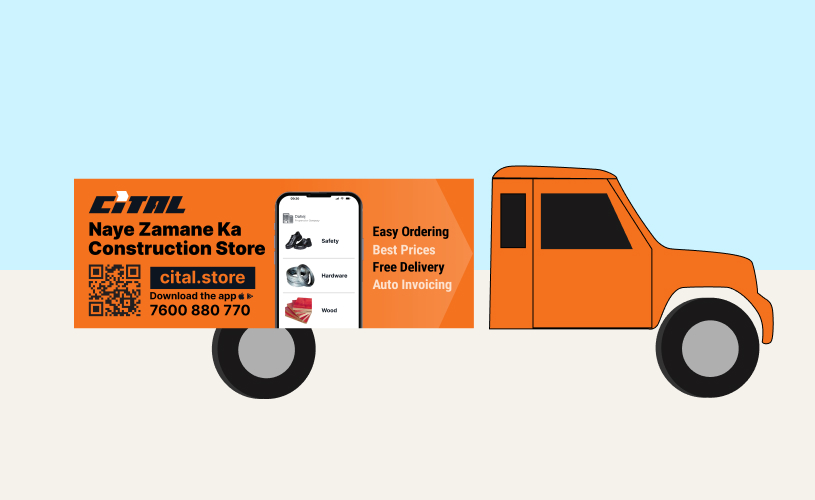 CiTAL
Naye Zamane Ka
Construction Store
cital.store
Download the app
7600 880 770
Safety
Hardware
Wood
Easy Ordering
Best Prices
Free Delivery
Auto Invoicing